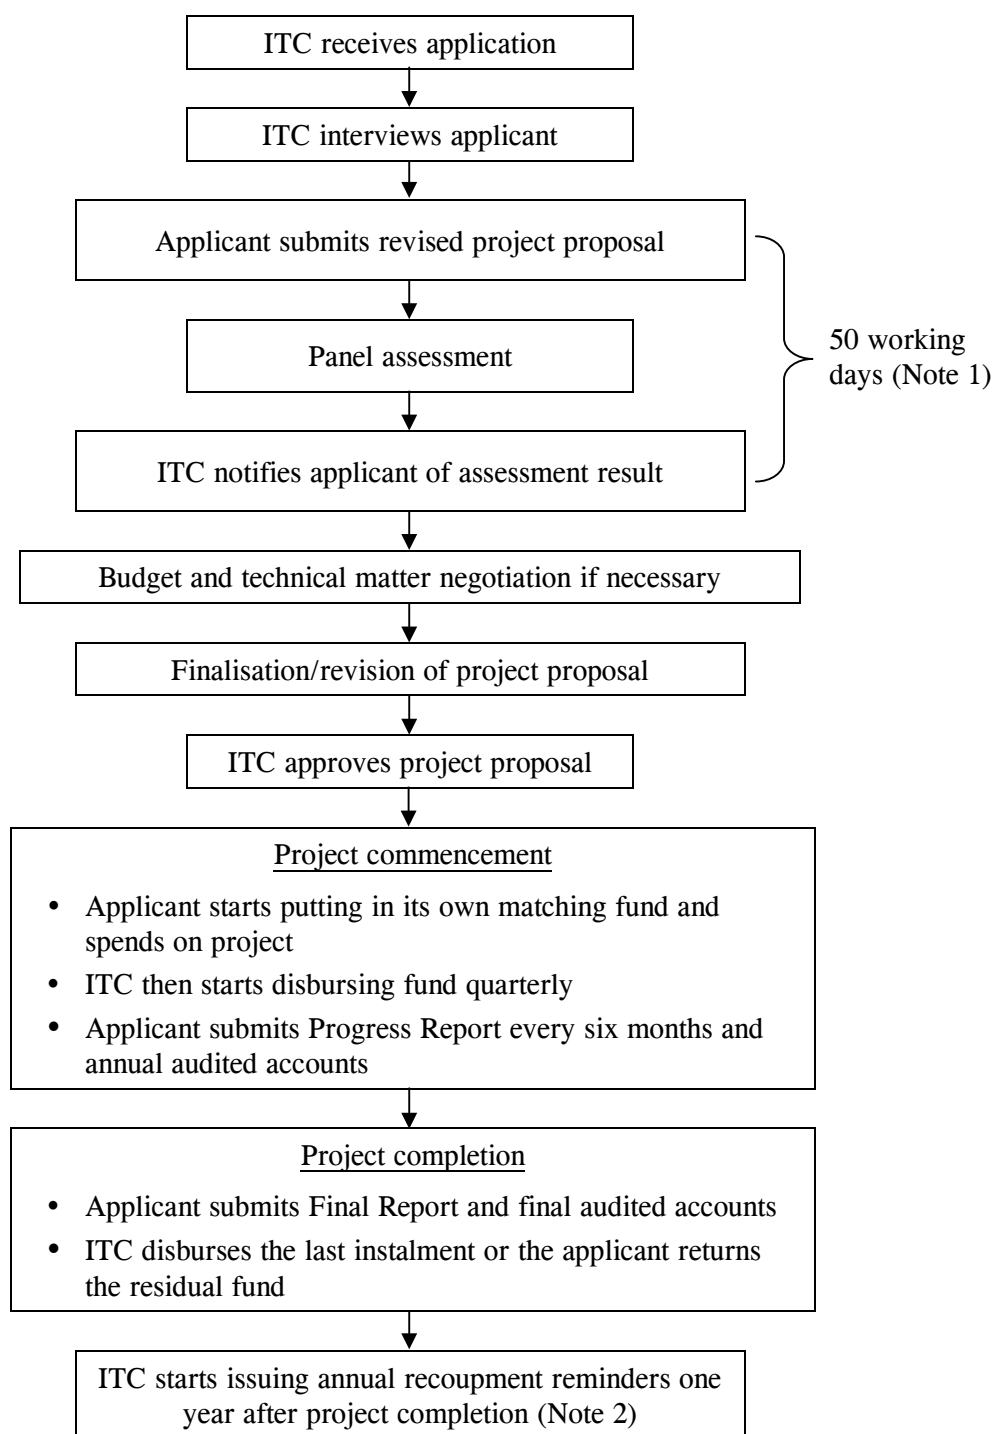 ITC receives application
ITC interviews applicant
Applicant submits revised project proposal
Panel assessment
ITC notifies applicant of assessment result
50 working
days (Note 1)
Budget and technical matter negotiation if necessary
Finalisation/revision of project proposal
ITC approves project proposal
Project commencement
• Applicant starts putting in its own matching fund and
spends on project
• ITC then starts disbursing fund quarterly
• Applicant submits Progress Report every six months and
annual audited accounts
Project completion
• Applicant submits Final Report and final audited accounts
• ITC disburses the last instalment or the applicant returns
the residual fund
ITC starts issuing annual recoupment reminders one
year after project completion (Note 2)